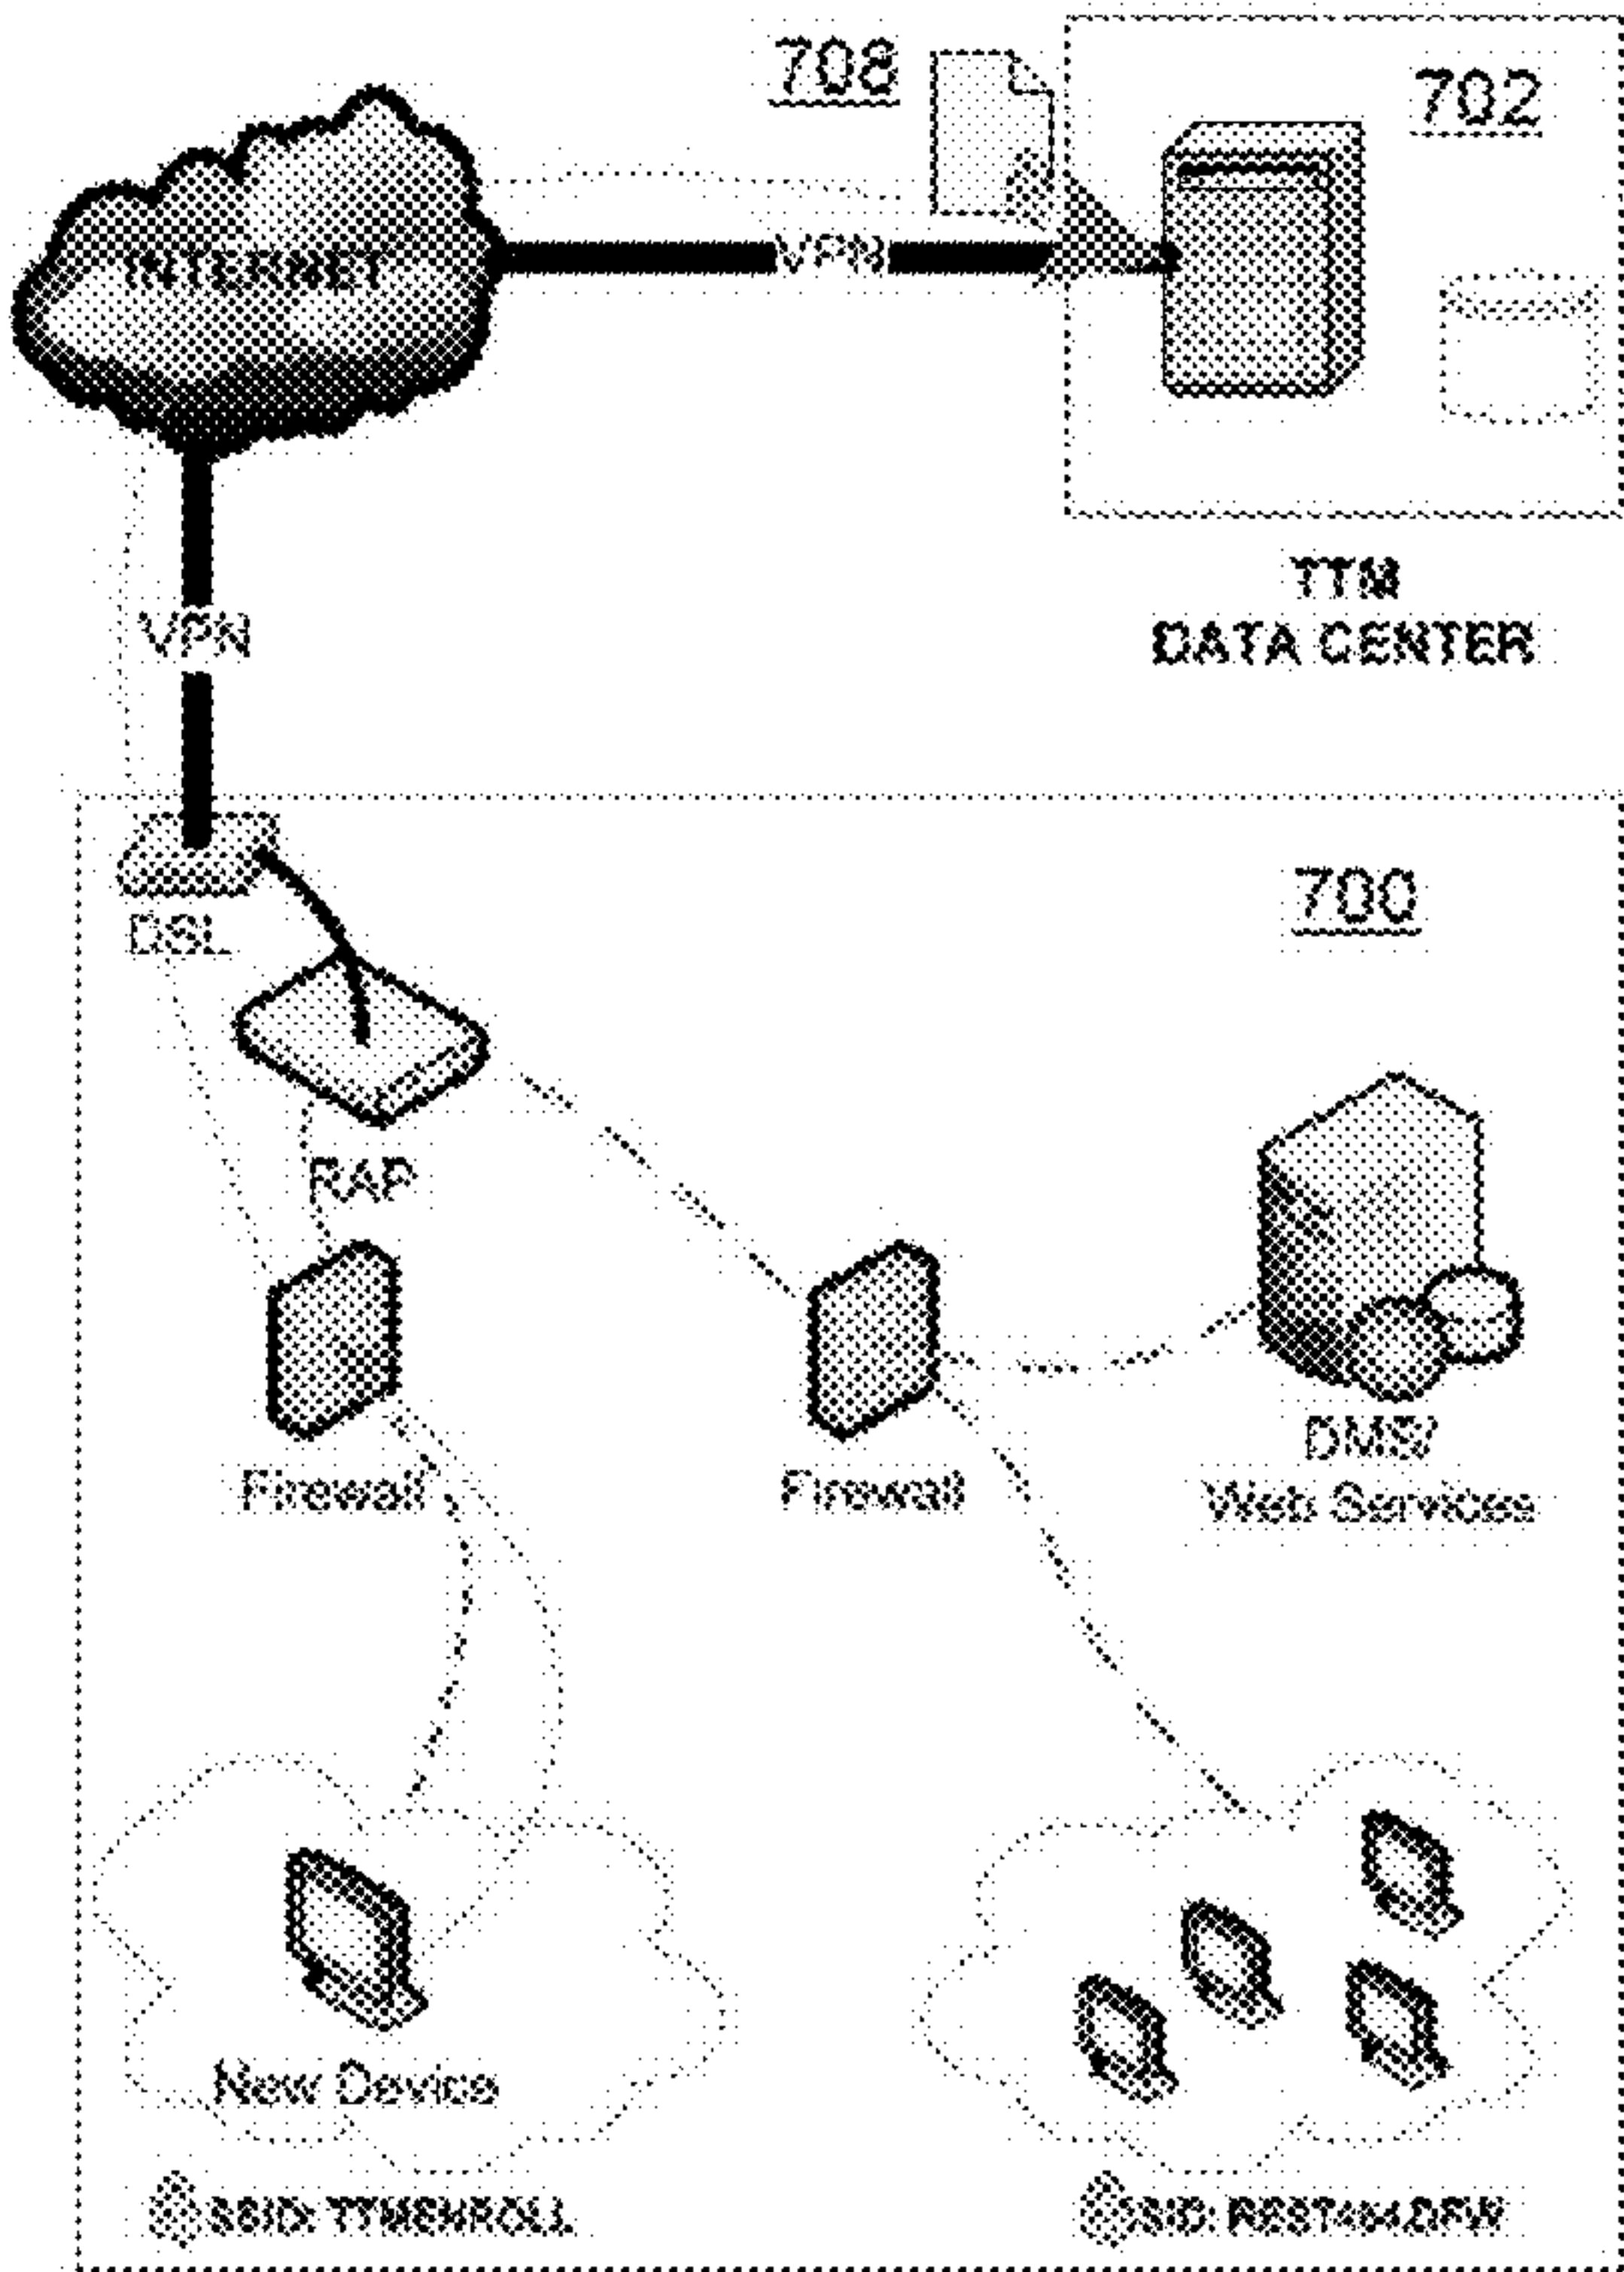 708
702
INTERNET
VPN
TTM
DATA CENTER
VPN
700
DSL
RAP
Firewall
Firewall
DMS/
Web Services
New Device
SSID: TTMENROLL